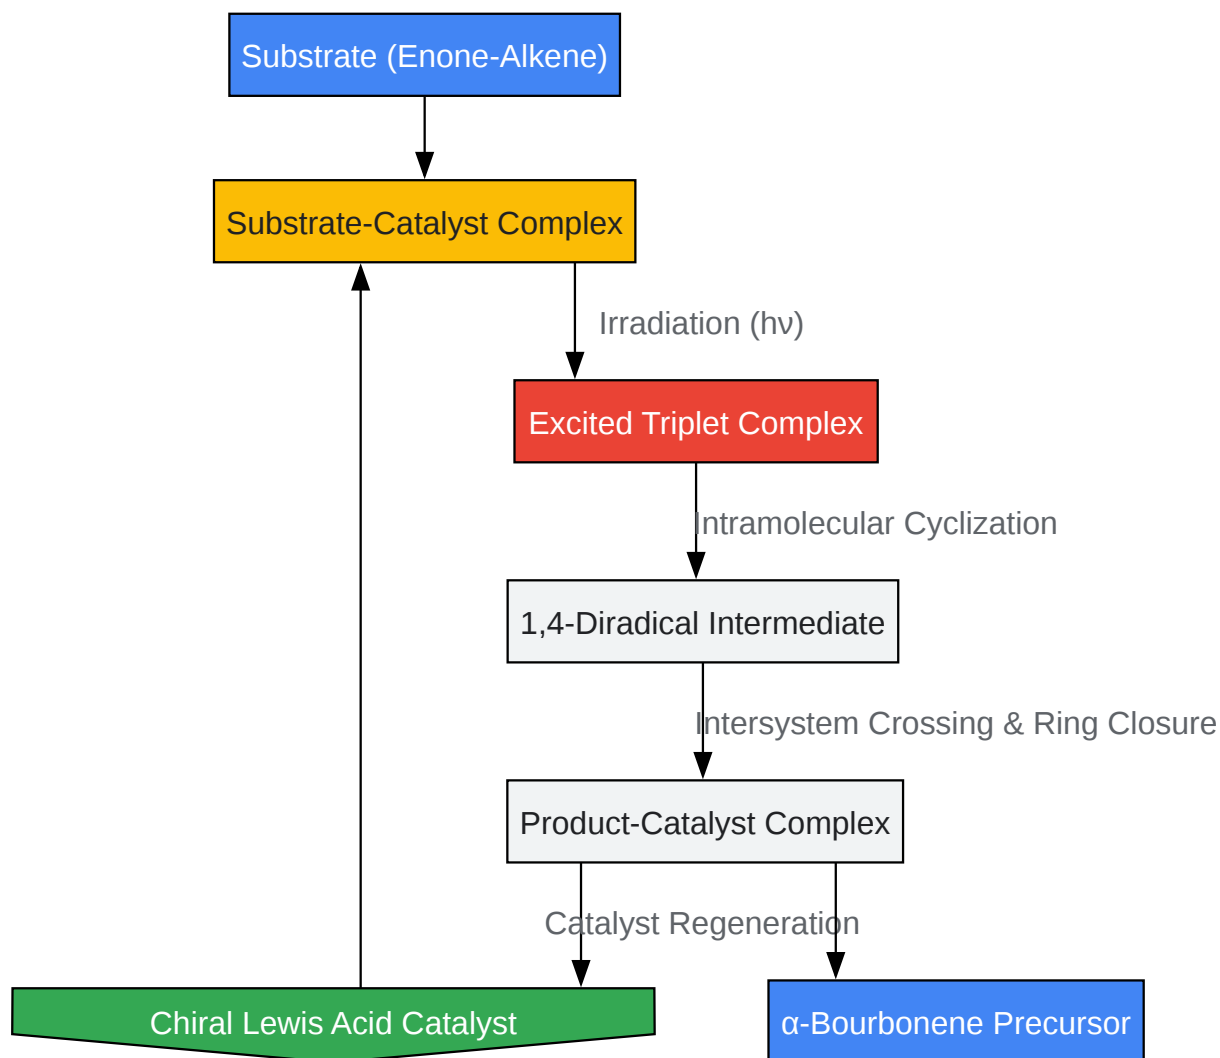 Substrate (Enone-Alkene)
Substrate-Catalyst Complex
Irradiation (hν)
Excited Triplet Complex
Intramolecular Cyclization
1,4-Diradical Intermediate
Intersystem Crossing & Ring Closure
Product-Catalyst Complex
Catalyst Regeneration
Chiral Lewis Acid Catalyst
α-Bourbonene Precursor